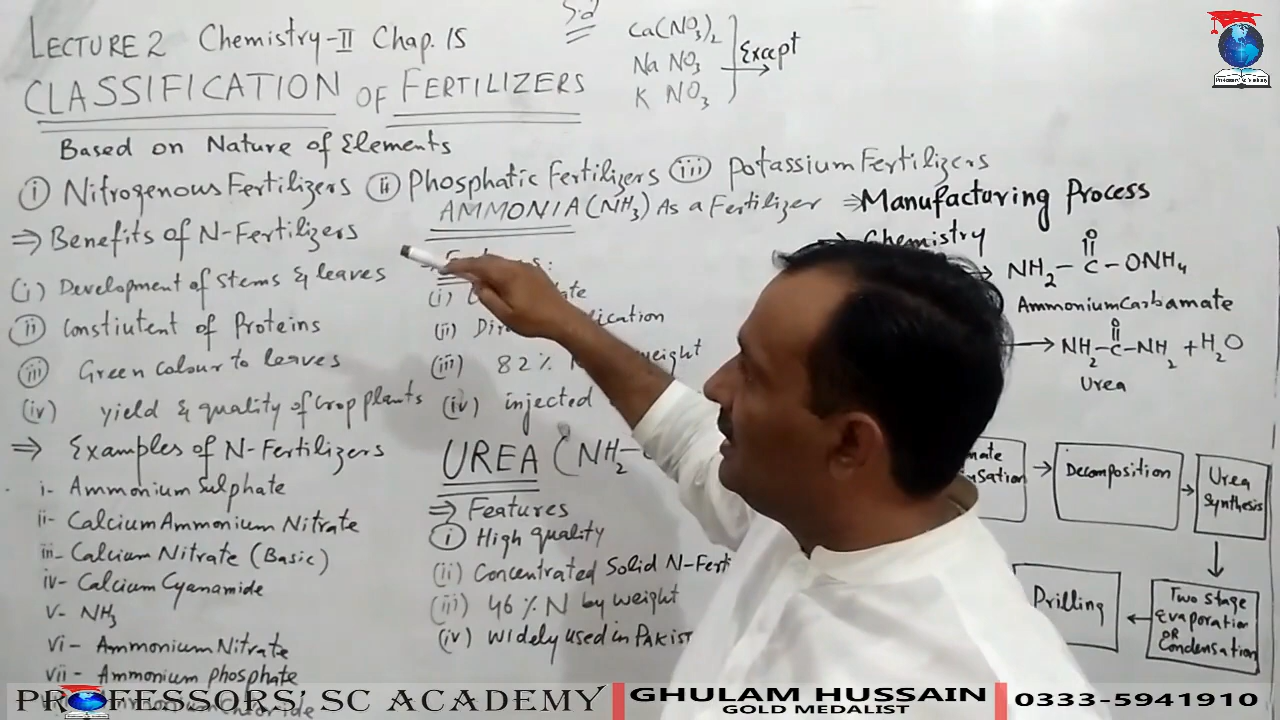 LECTURE 2 Chemistry-II Chap. 15
CLASSIFICATION OF FERTILIZERS
Ca(NO3)2
Na NO3
K NO3
Except
Based on Nature of Elements
(i) Nitrogenous Fertilizers (ii) Phosphatic Fertilizers (iii) Potassium Fertilizers
⇒ Benefits of N-Fertilizers
(i) Development of stems & leaves
(ii) Constiutent of Proteins
(iii) Green colour to leaves
(iv) yield & quality of crop plants
⇒ Examples of N-Fertilizers
i- Ammonium Sulphate
ii- Calcium Ammonium Nitrate
iii- Calcium Nitrate (Basic)
iv- Calcium Cyanamide
v- NH3
vi- Ammonium Nitrate
vii- Ammonium phosphate
AMMONIA (NH3) As a Fertilizer
(i)
(ii)
(iii) 82% weight
(iv) injected
UREA (NH2-
⇒ Features
(i) High quality
(ii) Concentrated Solid N-Ferti
(iii) 46% N by weight
(iv) widely used in Pakist
⇒ Manufacturing Process
Chemistry
→ NH2-C-ONH4
O
Ammonium Carbamate
→ NH2-C-NH2 + H2O
O
Urea
→ Decomposition →
Urea
Synthesis
Two Stage
Evaporation
OR
Condensation
Prilling
PROFESSORS' SC ACADEMY
GHULAM HUSSAIN
GOLD MEDALIST
0333-5941910